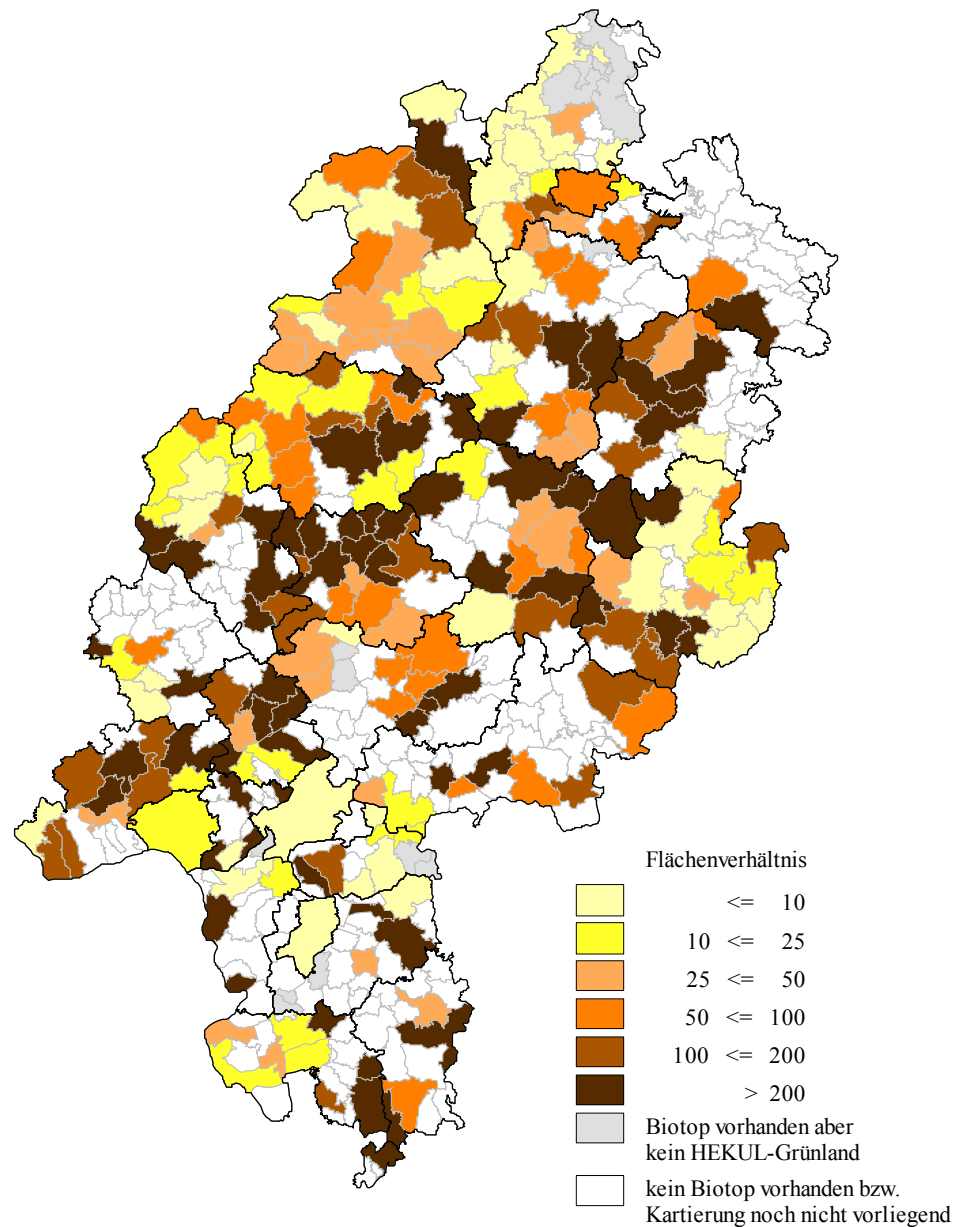 Flächenverhältnis
<= 10
10 <= 25
25 <= 50
50 <= 100
100 <= 200
> 200
Biotop vorhanden aber
kein HEKUL-Grünland
kein Biotop vorhanden bzw.
Kartierung noch nicht vorliegend